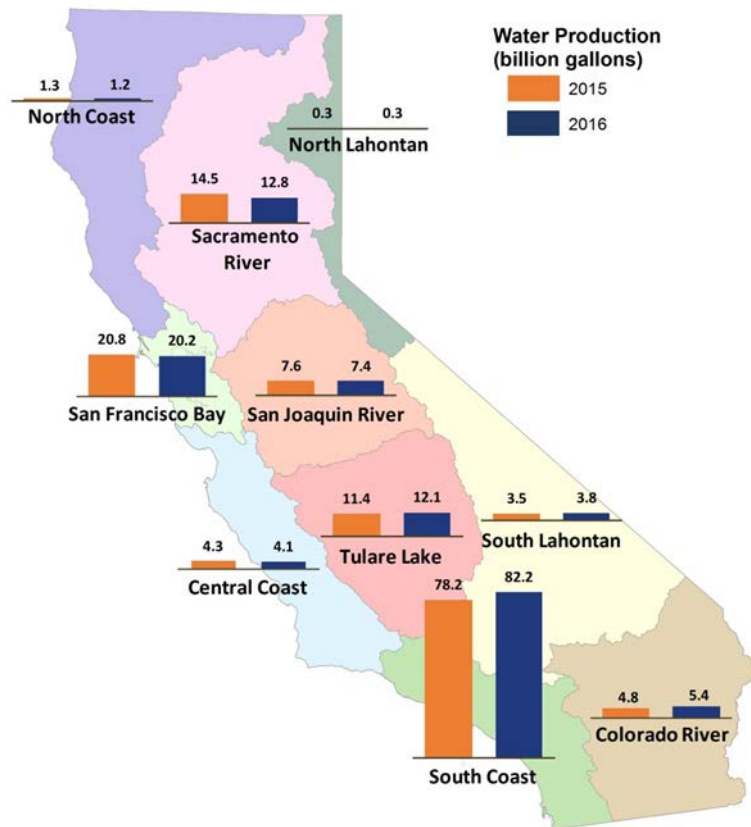 Water Production
(billion gallons)
2015
2016
1.3 1.2
North Coast
0.3 0.3
North Lahontan
14.5 12.8
Sacramento
River
20.8 20.2
San Francisco Bay
7.6 7.4
San Joaquin River
11.4 12.1
Tulare Lake
3.5 3.8
South Lahontan
4.3 4.1
Central Coast
78.2 82.2
South Coast
4.8 5.4
Colorado River